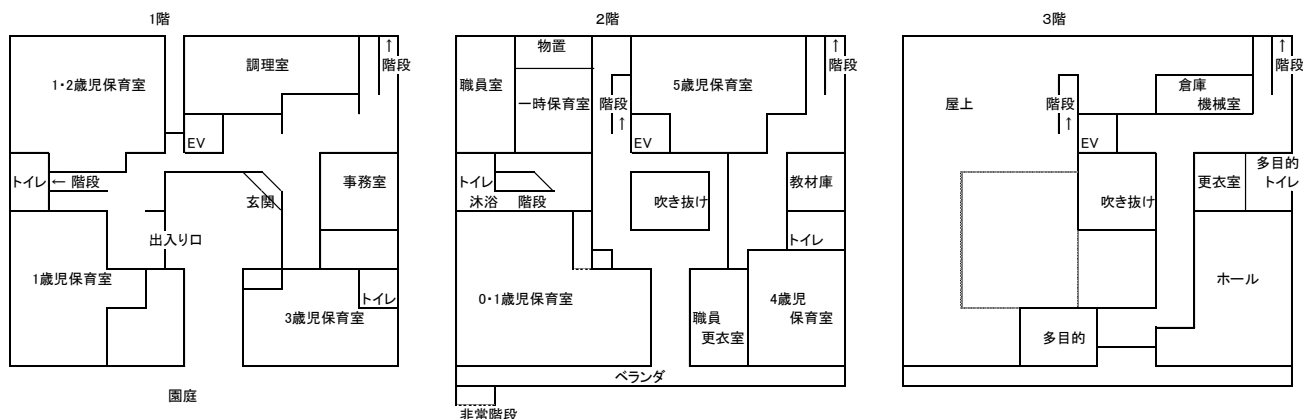 1階
↑
階段
調理室
1・2歳児保育室
EV
トイレ
← 階段
事務室
玄関
出入り口
1歳児保育室
トイレ
3歳児保育室
園庭
2階
物置
↑
階段
職員室
5歳児保育室
一時保育室
階段
↑
EV
トイレ
教材庫
沐浴
階段
吹き抜け
トイレ
0・1歳児保育室
4歳児
保育室
職員
更衣室
ベランダ
非常階段
3階
↑
階段
倉庫
機械室
屋上
階段
↑
EV
多目的
トイレ
更衣室
吹き抜け
ホール
多目的